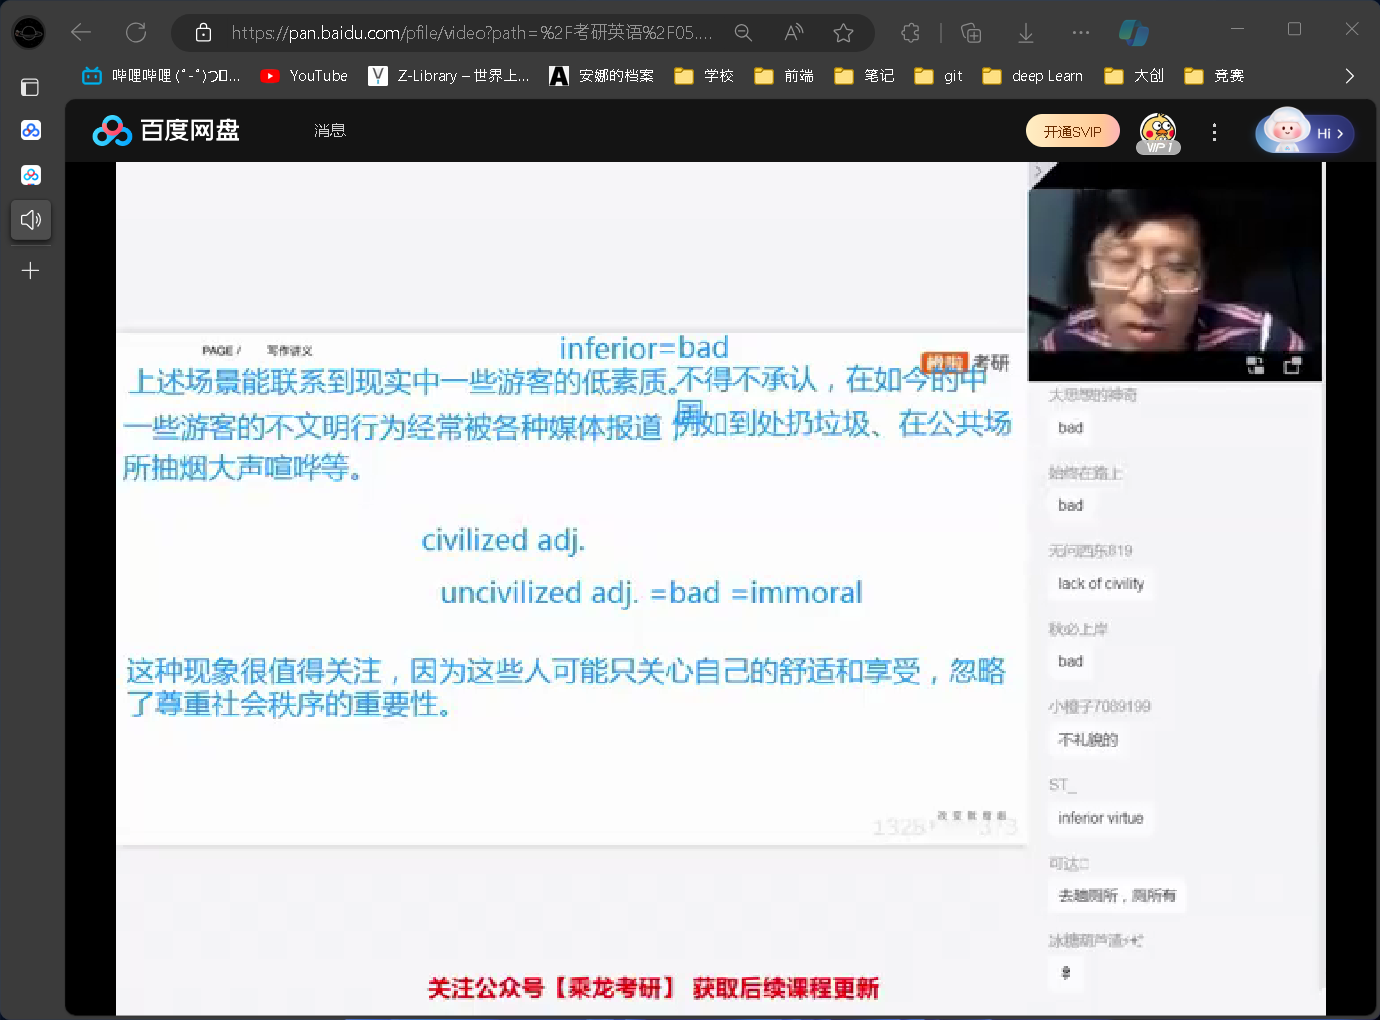 https://pan.baidu.com/pfile/video?path=%2F考研英语%2F05....
哔哩哔哩 (゜-゜)つロ...
YouTube
Z-Library – 世界上...
安娜的档案
学校
前端
笔记
git
deep Learn
大创
竞赛
百度网盘
消息
开通SVIP
VIP 1
Hi
PAGE /
写作讲义
inferior=bad
考研
上述场景能联系到现实中一些游客的低素质。不得不承认，在如今的中国
一些游客的不文明行为经常被各种媒体报道，例如到处扔垃圾、在公共场
所抽烟大声喧哗等。
civilized adj.
uncivilized adj. =bad =immoral
这种现象很值得关注，因为这些人可能只关心自己的舒适和享受，忽略
了尊重社会秩序的重要性。
大思想的神奇
bad
始终在路上
bad
无问西东819
lack of civility
秋必上岸
bad
小橙子7089199
不礼貌的
ST_
inferior virtue
可达
去趟厕所，厕所有
冰糖葫芦渣
关注公众号【乘龙考研】 获取后续课程更新